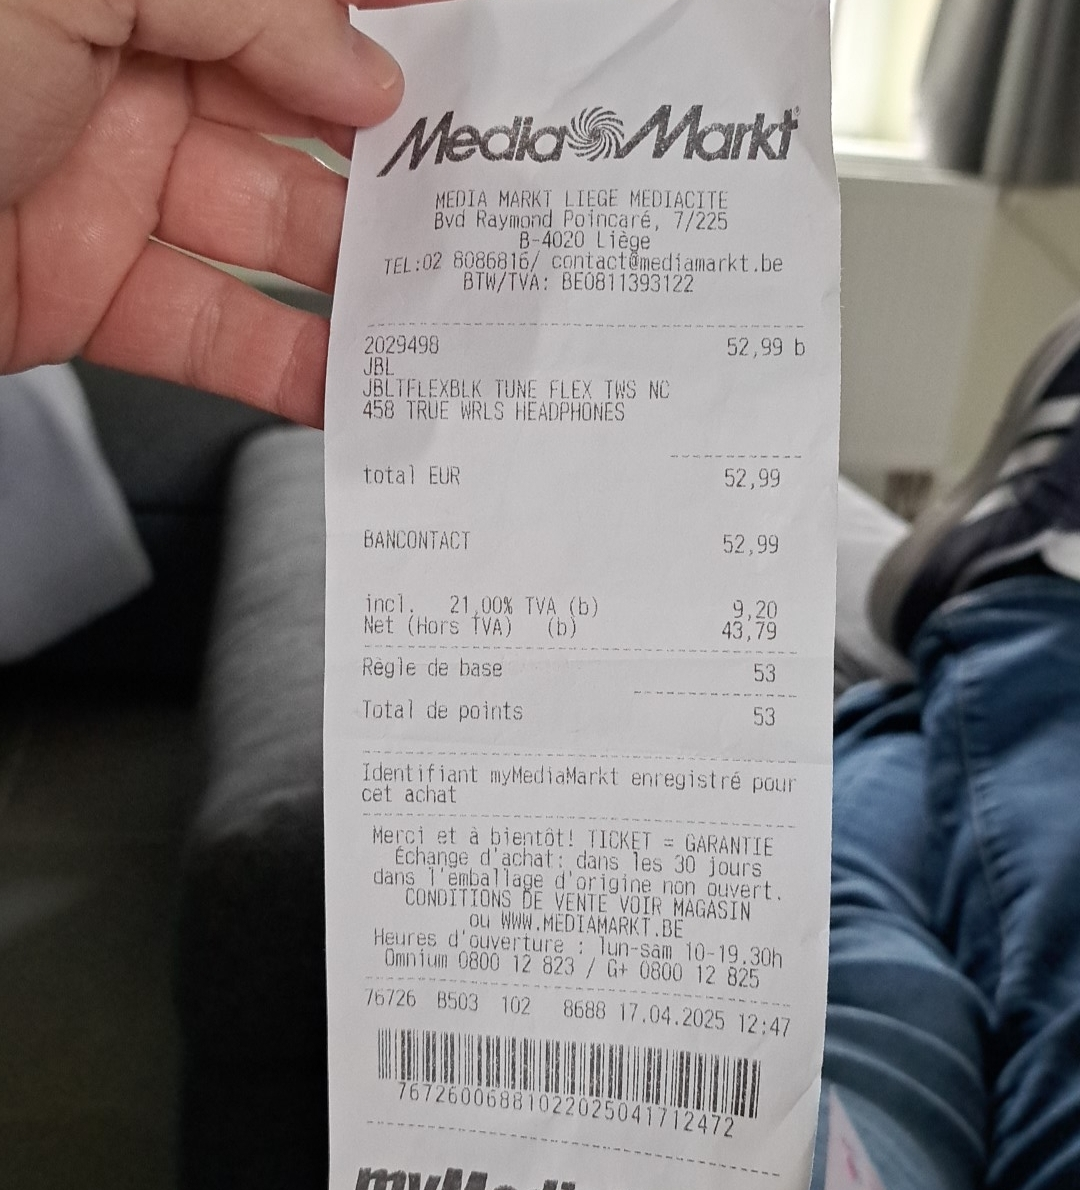 MediaMarkt
MEDIA MARKT LIEGE MEDIACITE
Bvd Raymond Poincaré, 7/225
B-4020 Liège
TEL:02 8086816/ contact@mediamarkt.be
BTW/TVA: BE0811393122
2029498 52,99 b
JBL
JBLTFLEXBLK TUNE FLEX TWS NC
458 TRUE WRLS HEADPHONES
total EUR 52,99
BANCONTACT 52,99
incl. 21,00% TVA (b) 9,20
Net (Hors TVA) (b) 43,79
Règle de base 53
Total de points 53
Identifiant myMediaMarkt enregistré pour
cet achat
Merci et à bientôt! TICKET = GARANTIE
Échange d'achat: dans les 30 jours
dans l'emballage d'origine non ouvert.
CONDITIONS DE VENTE VOIR MAGASIN
ou WWW.MEDIAMARKT.BE
Heures d'ouverture : lun-sam 10-19.30h
Omnium 0800 12 823 / G+ 0800 12 825
76726 B503 102 8688 17.04.2025 12:47
7672600688102202504171​2472